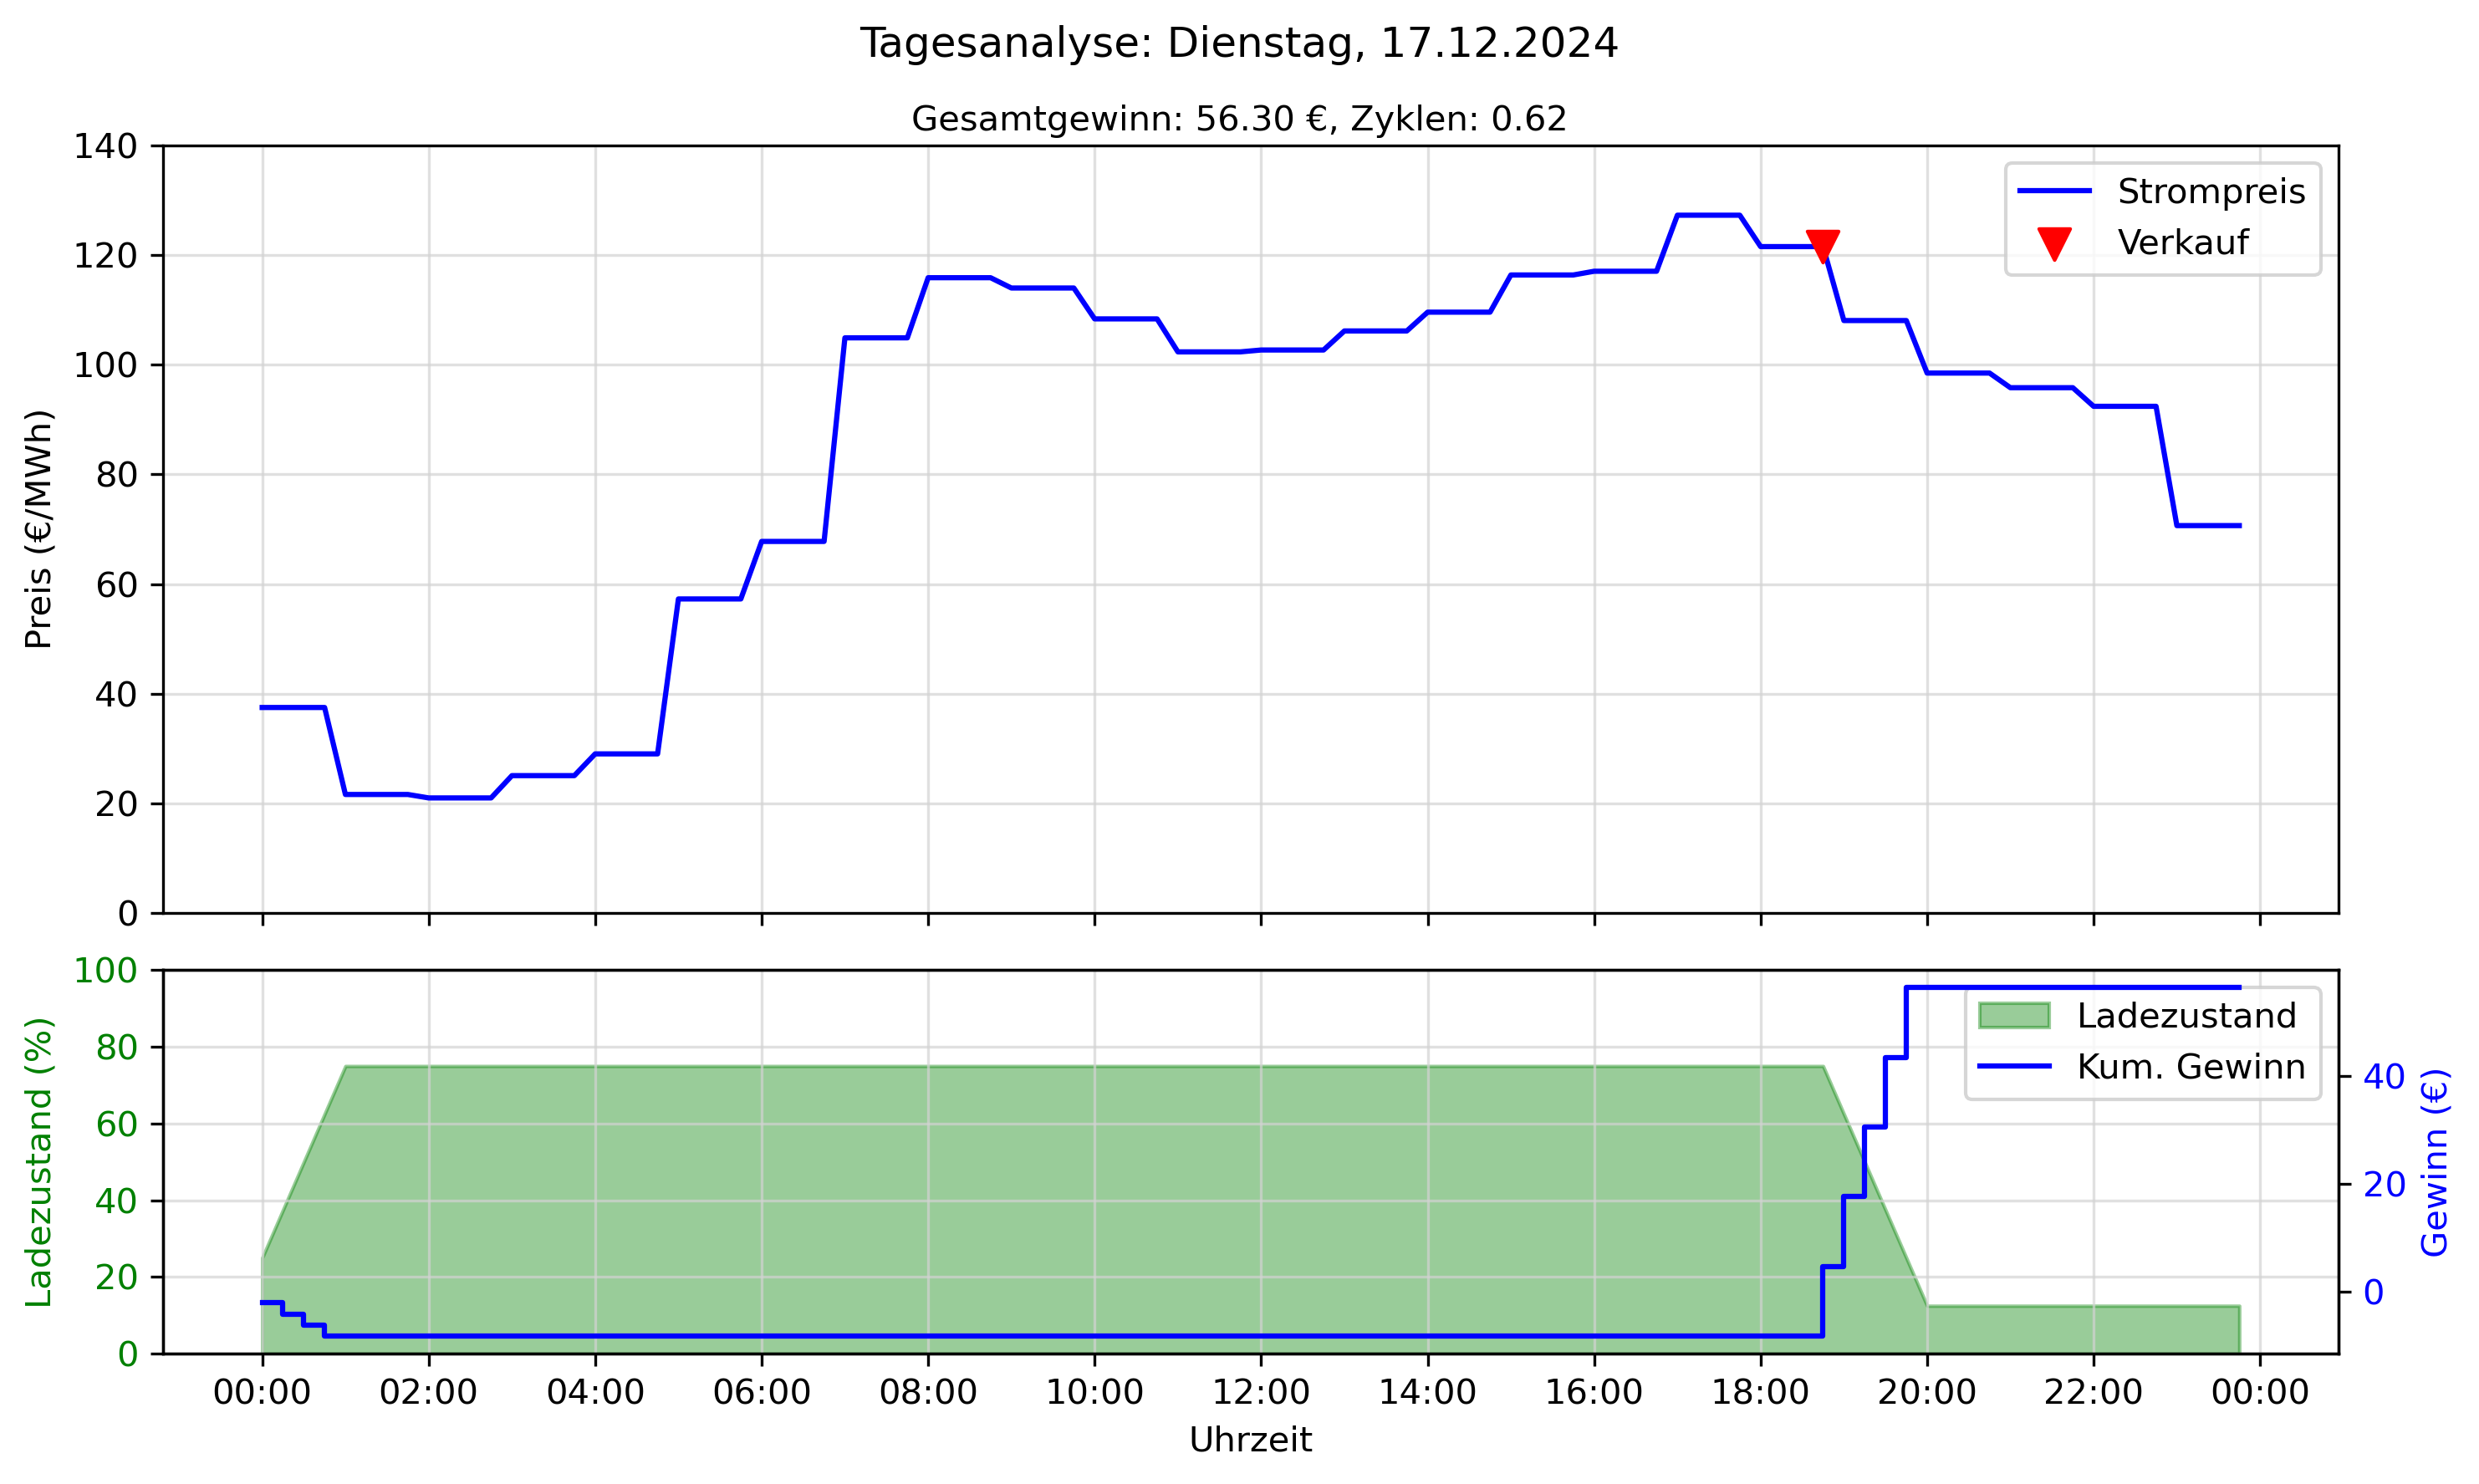 Tagesanalyse: Dienstag, 17.12.2024
Gesamtgewinn: 56.30 €, Zyklen: 0.62
140
120
100
80
60
40
20
0
Preis (€/MWh)
Strompreis
Verkauf
100
80
60
40
20
0
Ladezustand (%)
Ladezustand
Kum. Gewinn
40
20
0
Gewinn (€)
00:00 02:00 04:00 06:00 08:00 10:00 12:00 14:00 16:00 18:00 20:00 22:00 00:00
Uhrzeit